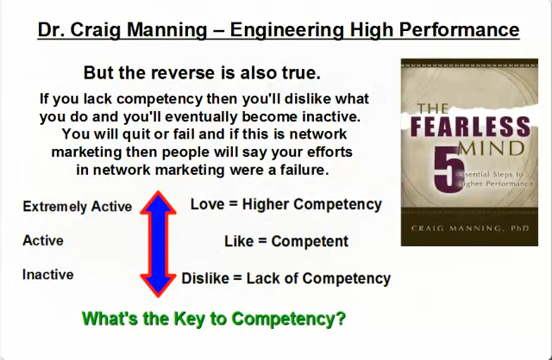 Dr. Craig Manning – Engineering High Performance
But the reverse is also true.
If you lack competency then you'll dislike what
you do and you'll eventually become inactive.
You will quit or fail and if this is network
marketing then people will say your efforts
in network marketing were a failure.
Extremely Active
Love = Higher Competency
Active
Like = Competent
Inactive
Dislike = Lack of Competency
What's the Key to Competency?
THE
FEARLESS
MIND
5
Essential Steps to
Higher Performance
CRAIG MANNING, PhD